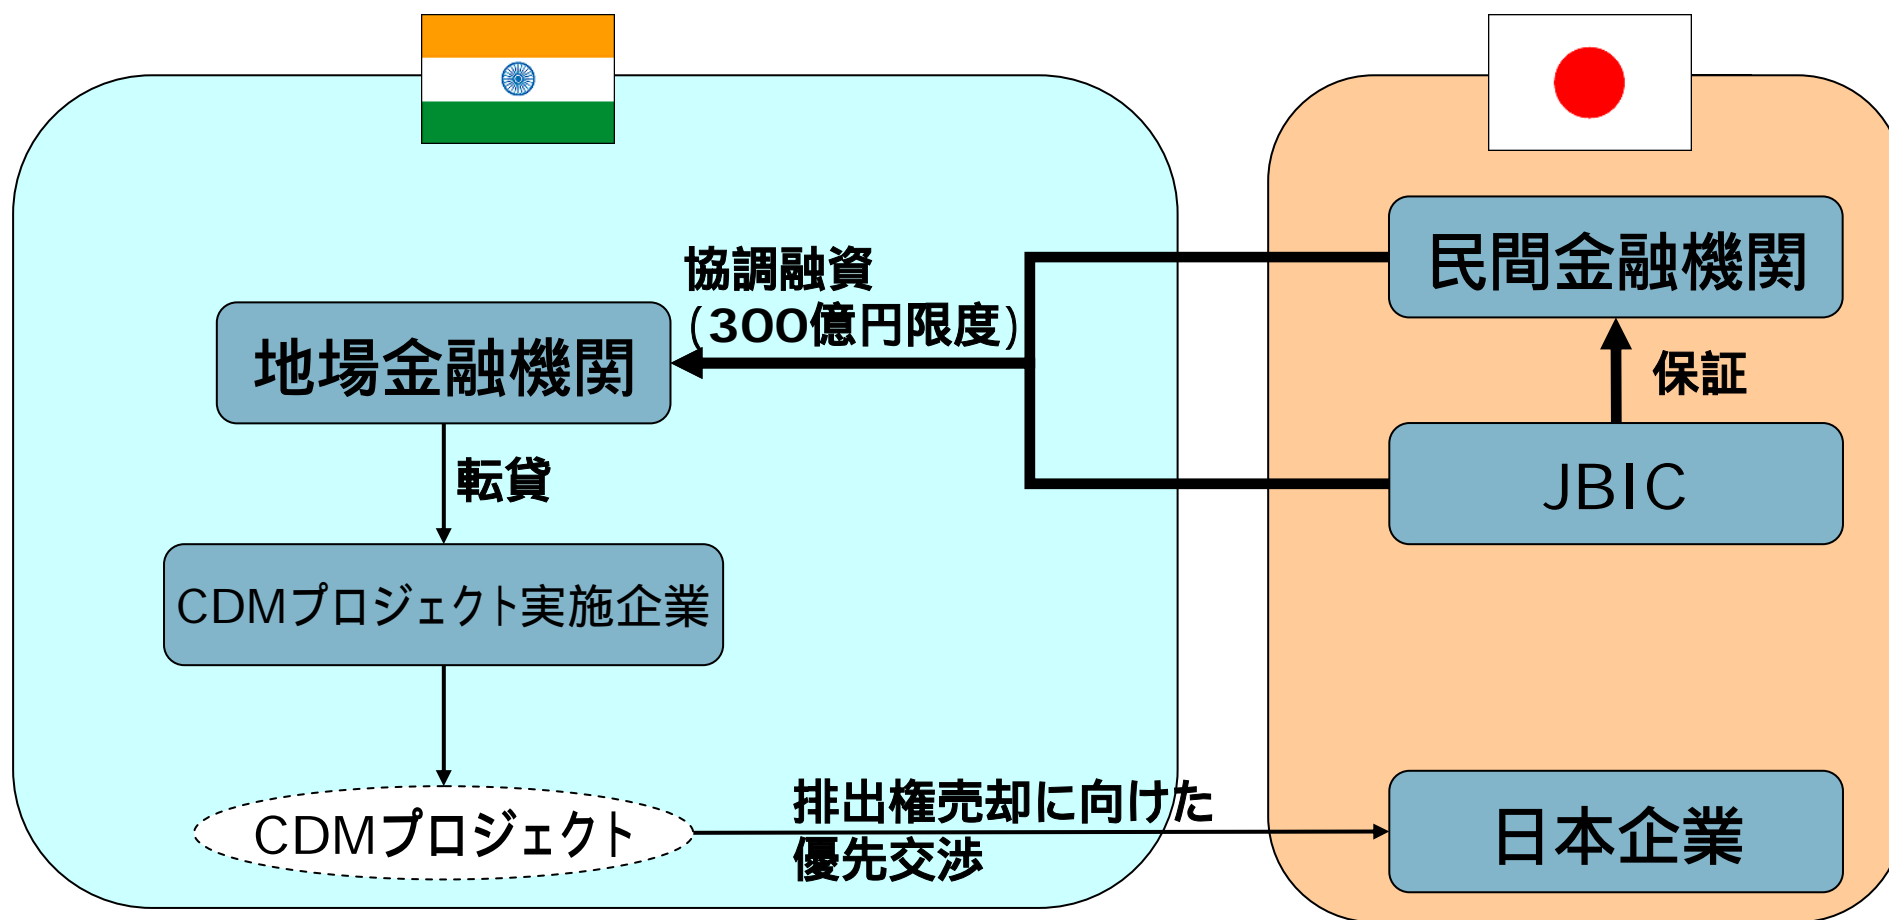 民間金融機関
協調融資
（300億円限度）
地場金融機関
保証
転貸
JBIC
CDMプロジェクト実施企業
排出権売却に向けた
優先交渉
CDMプロジェクト
日本企業